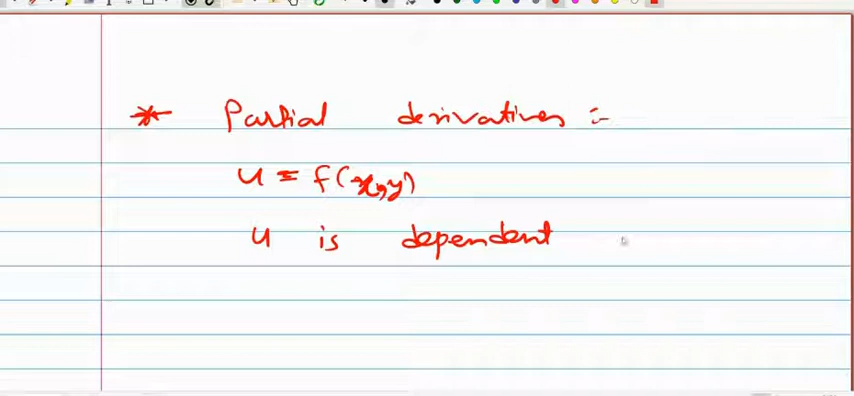 * Partial derivatives :-
u = f(x,y)
u is dependent